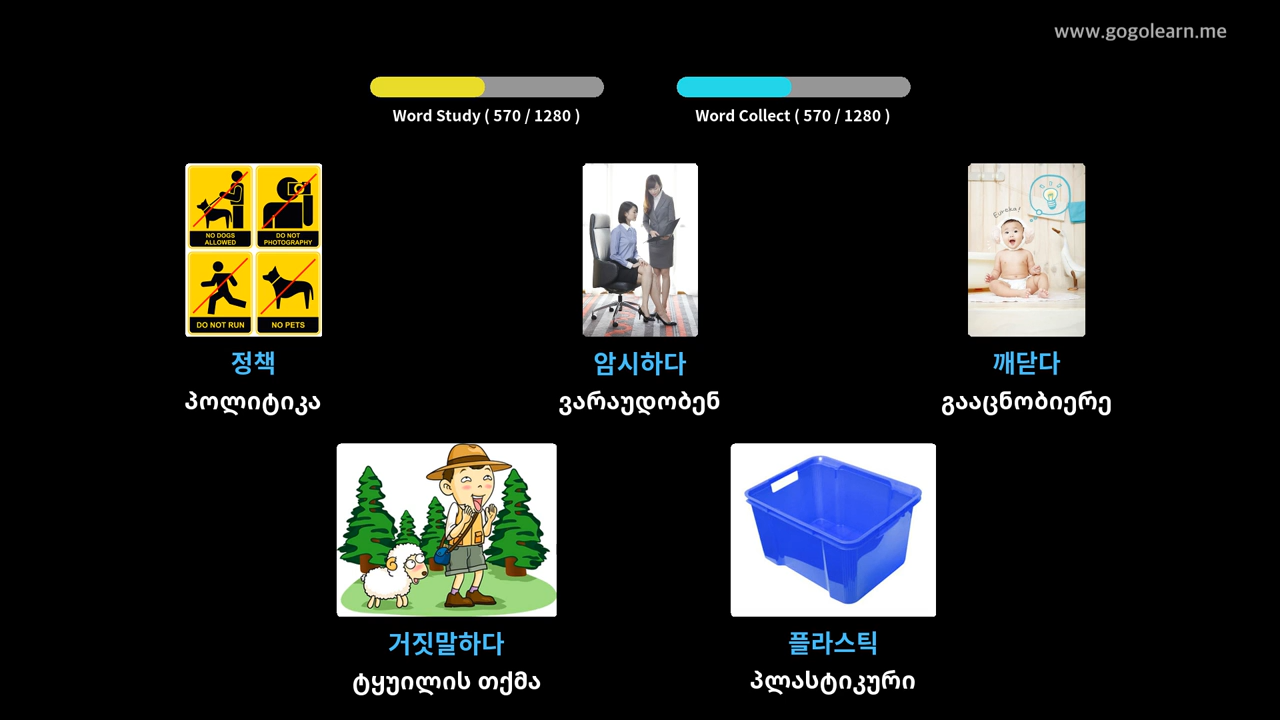 www.gogolearn.me
Word Study ( 570 / 1280 )
Word Collect ( 570 / 1280 )
NO DOGS
ALLOWED
DO NOT
PHOTOGRAPHY
DO NOT RUN
NO PETS
Eureka!
정책
암시하다
깨닫다
პოლიტიკა
ვარაუდობენ
გააცნობიერე
거짓말하다
플라스틱
ტყუილის თქმა
პლასტიკური